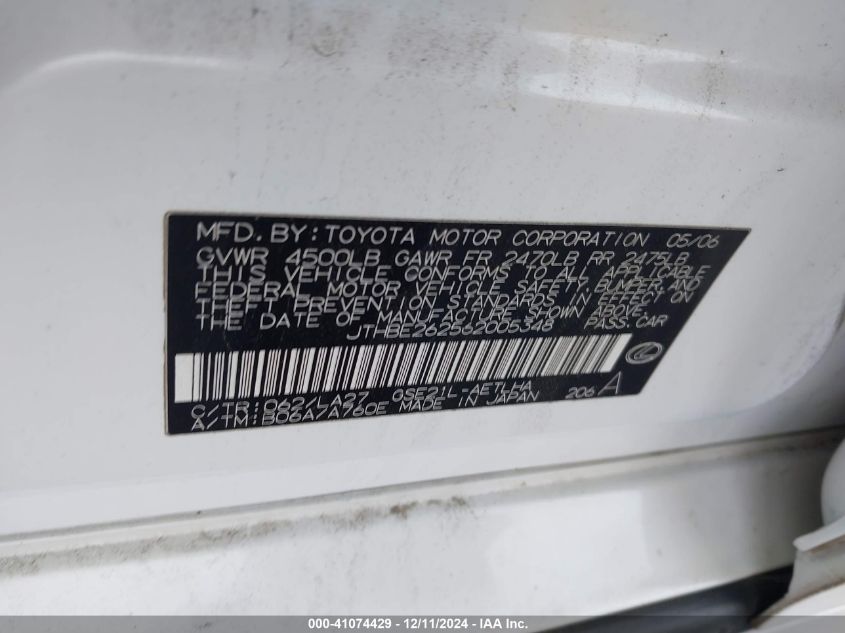 MFD. BY: TOYOTA MOTOR CORPORATION 05/06
GVWR 4500LB GAWR FR 2470LB RR 2475LB
THIS VEHICLE CONFORMS TO ALL APPLICABLE
FEDERAL MOTOR VEHICLE SAFETY, BUMPER, AND
THEFT PREVENTION STANDARDS IN EFFECT ON
THE DATE OF MANUFACTURE SHOWN ABOVE.
JTHBE262562005348 PASS. CAR
C/TR: 062/LA27 GSE21L-AETLHA 206 A
A/TM: B06A/A760E MADE IN JAPAN
000-41074429 - 12/11/2024 - IAA Inc.